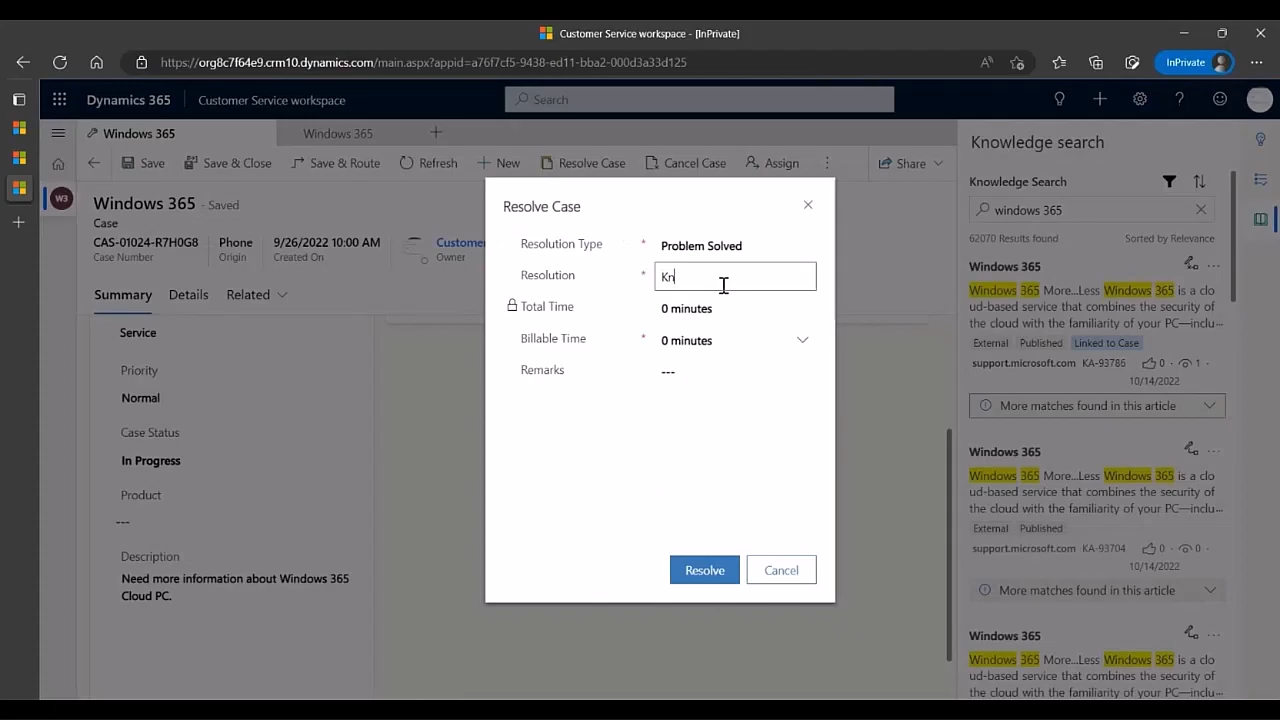 Customer Service workspace - [InPrivate]
https://org8c7f64e9.crm10.dynamics.com/main.aspx?appid=a76f7cf5-9438-ed11-bba2-000d3a33d125
InPrivate
Dynamics 365
Customer Service workspace
Search
Windows 365
Windows 365
Save
Save & Close
Save & Route
Refresh
New
Resolve Case
Cancel Case
Assign
Share
W3
Windows 365 - Saved
Case
CAS-01024-R7H0G8
Case Number
Phone
Origin
9/26/2022 10:00 AM
Created On
Custome
Owner
Summary
Details
Related
Service
Priority
Normal
Case Status
In Progress
Product
---
Description
Need more information about Windows 365
Cloud PC.
Resolve Case
Resolution Type * Problem Solved
Resolution * Kn
Total Time 0 minutes
Billable Time * 0 minutes
Remarks ---
Resolve
Cancel
Knowledge search
Knowledge Search
windows 365
62070 Results found
Sorted by Relevance
Windows 365
Windows 365 More...Less Windows 365 is a clo
ud-based service that combines the security of
the cloud with the familiarity of your PC—inclu...
External Published Linked to Case
support.microsoft.com KA-93786 0 · 1 ·
10/14/2022
More matches found in this article
Windows 365
Windows 365 More...Less Windows 365 is a clo
ud-based service that combines the security of
the cloud with the familiarity of your PC—inclu...
External Published
support.microsoft.com KA-93704 0 · 0 ·
10/14/2022
More matches found in this article
Windows 365
Windows 365 More...Less Windows 365 is a clo
ud-based service that combines the security of
the cloud with the familiarity of your PC—inclu...